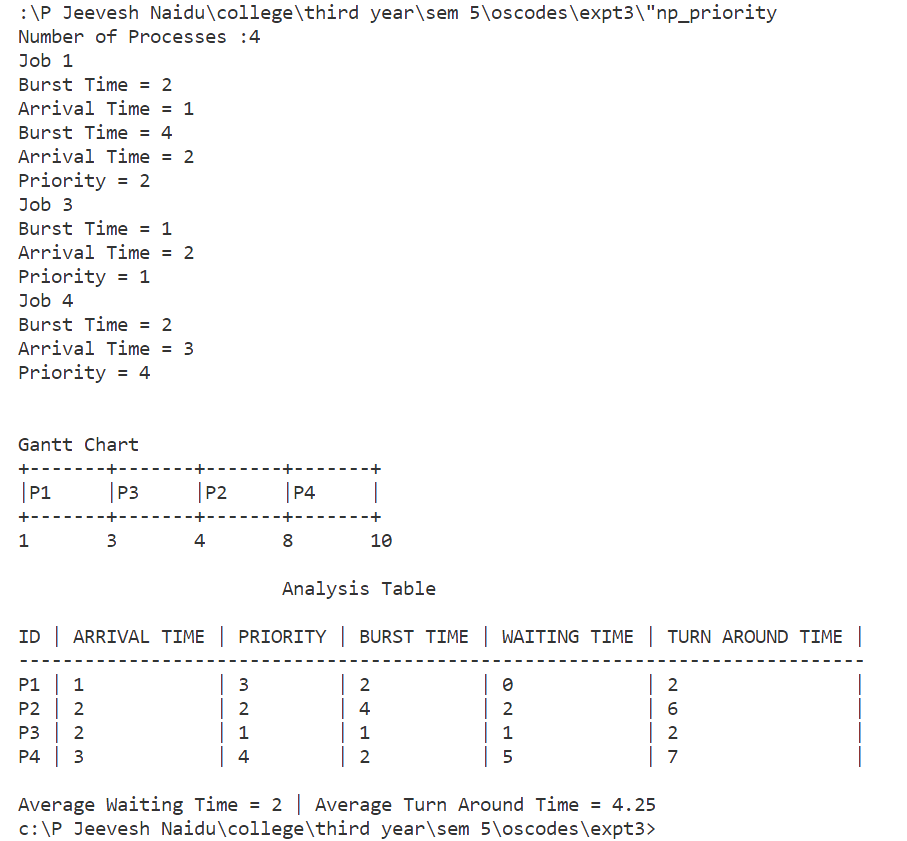 :\P Jeevesh Naidu\college\third year\sem 5\oscodes\expt3\"np_priority
Number of Processes :4
Job 1
Burst Time = 2
Arrival Time = 1
Burst Time = 4
Arrival Time = 2
Priority = 2
Job 3
Burst Time = 1
Arrival Time = 2
Priority = 1
Job 4
Burst Time = 2
Arrival Time = 3
Priority = 4
Gantt Chart
+-------+-------+-------+-------+
|P1     |P3     |P2     |P4     |
+-------+-------+-------+-------+
1       3       4       8       10
Analysis Table
ID | ARRIVAL TIME | PRIORITY | BURST TIME | WAITING TIME | TURN AROUND TIME |
-----------------------------------------------------------------------------
P1 | 1            | 3        | 2          | 0            | 2                |
P2 | 2            | 2        | 4          | 2            | 6                |
P3 | 2            | 1        | 1          | 1            | 2                |
P4 | 3            | 4        | 2          | 5            | 7                |
Average Waiting Time = 2 | Average Turn Around Time = 4.25
c:\P Jeevesh Naidu\college\third year\sem 5\oscodes\expt3>